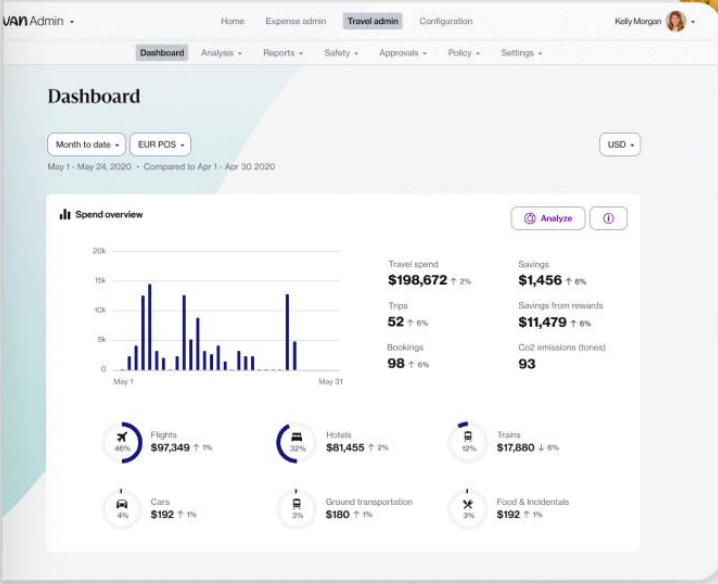 VAN Admin
Home Expense admin Travel admin Configuration
Kelly Morgan
Dashboard Analysis Reports Safety Approvals Policy Settings
Dashboard
Month to date EUR POS
USD
May 1 - May 24, 2020 • Compared to Apr 1 - Apr 30 2020
Spend overview
Analyze
20k
15k
10k
5k
0
May 1 May 31
Travel spend
$198,672 ↑ 2%
Savings
$1,456 ↑ 6%
Trips
52 ↑ 6%
Savings from rewards
$11,479 ↑ 6%
Bookings
98 ↑ 6%
Co2 emissions (tones)
93
46%
Flights
$97,349 ↑ 1%
32%
Hotels
$81,455 ↑ 2%
12%
Trains
$17,880 ↓ 6%
4%
Cars
$192 ↑ 1%
3%
Ground transportation
$180 ↑ 1%
3%
Food & Incidentals
$192 ↑ 1%